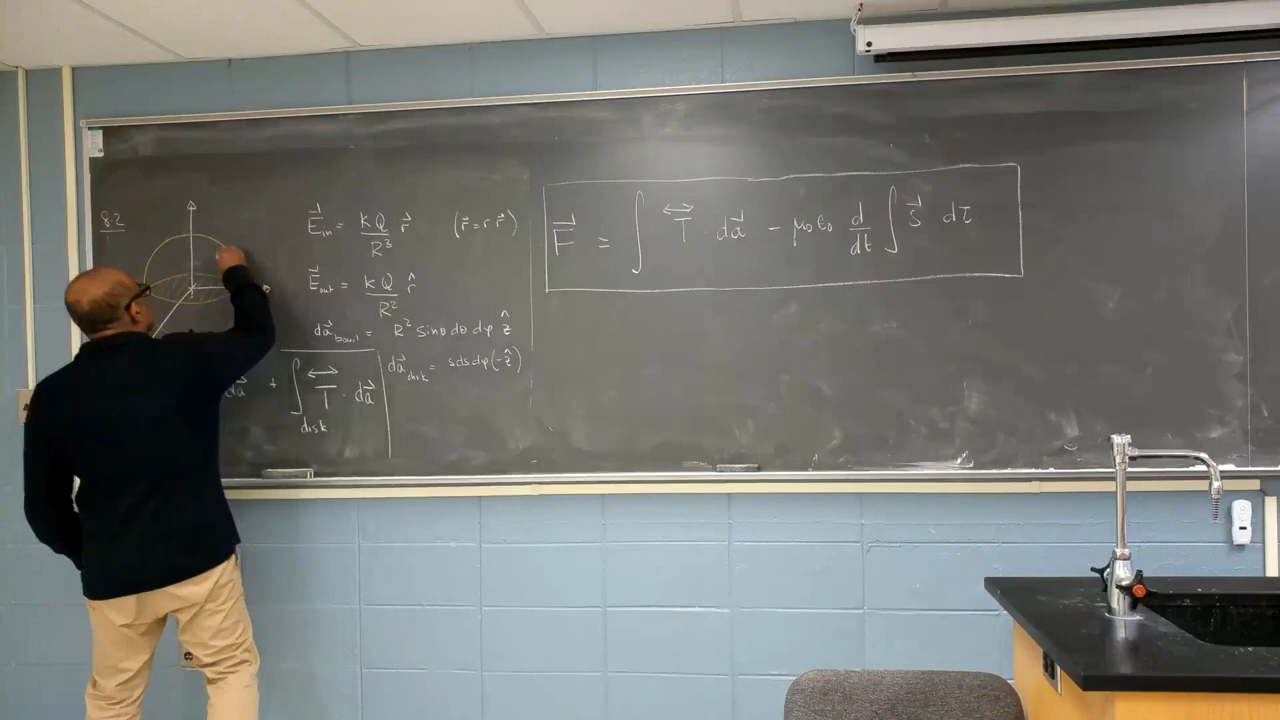 8.2
E⃗in = kQ/R³ r⃗ (r⃗ = r r̂)
E⃗out = kQ/R² r̂
da⃗bowl = R² sinθ dθ dφ ẑ
da⃗disk = s ds dφ (-ẑ)
da⃗ + ∫disk T⃡ · da⃗
F⃗ = ∫ T⃡ · da⃗ - μ₀ε₀ d/dt ∫ S⃗ dτ